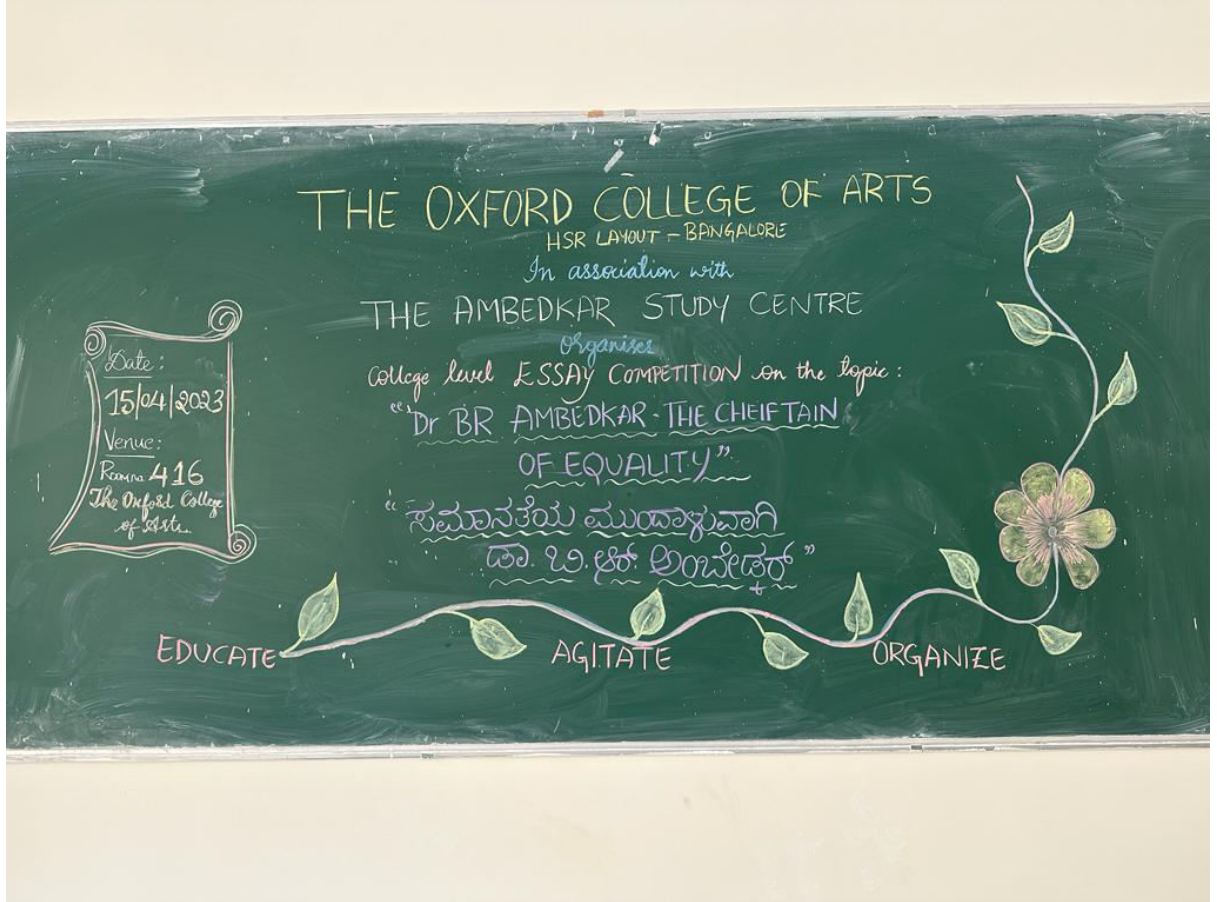 THE OXFORD COLLEGE OF ARTS
HSR LAYOUT - BANGALORE
In association with
THE AMBEDKAR STUDY CENTRE
organises
College level ESSAY COMPETITION on the topic:
"Dr BR AMBEDKAR-THE CHEIFTAIN
OF EQUALITY"
"ಸಮಾನತೆಯ ಮುಂದಾಳುವಾಗಿ
ಡಾ. ಬಿ. ಆರ್. ಅಂಬೇಡ್ಕರ್"
Date:
15/04/2023
Venue:
Room 416
The Oxford College
of Arts
EDUCATE AGITATE ORGANIZE